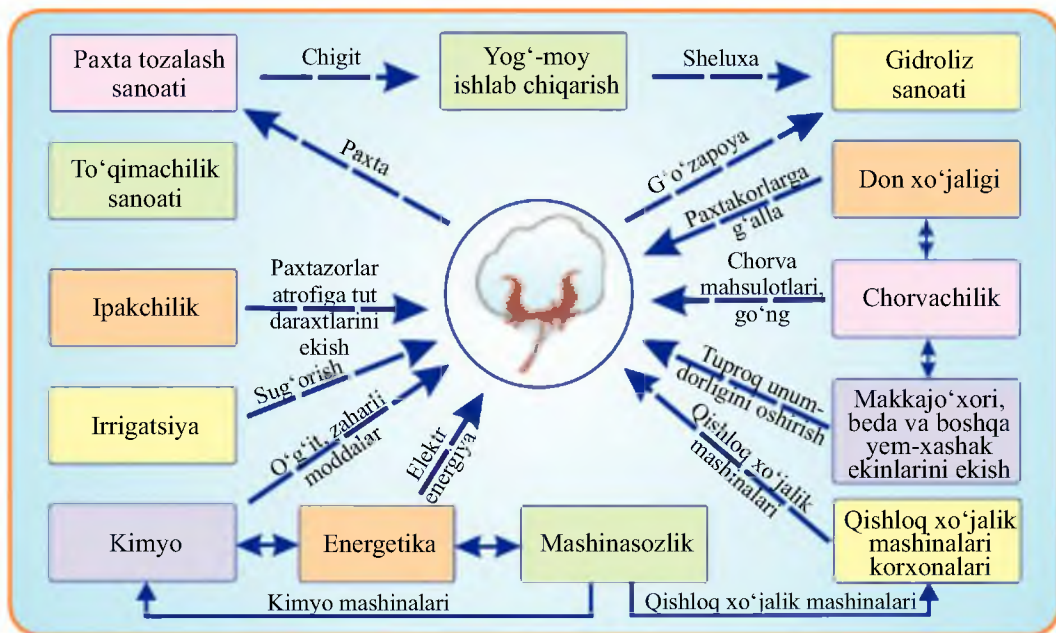 Paxta tozalash
sanoati
Chigit
Yog‘-moy
ishlab chiqarish
Sheluxa
Gidroliz
sanoati
Paxta
G‘o‘zapoya
To‘qimachilik
sanoati
Paxtakorlarga
g‘alla
Don xo‘jaligi
Ipakchilik
Paxtazorlar
atrofiga tut
daraxtlarini
ekish
Chorva
mahsulotlari,
go‘ng
Chorvachilik
Irrigatsiya
Sug‘orish
Tuproq unum-
dorligini oshirish
Makkajo‘xori,
beda va boshqa
yem-xashak
ekinlarini ekish
O‘g‘it, zaharli
moddalar
Elektr
energiya
Qishloq xo‘jalik
mashinalari
Kimyo
Energetika
Mashinasozlik
Qishloq xo‘jalik
mashinalari
korxonalari
Kimyo mashinalari
Qishloq xo‘jalik mashinalari